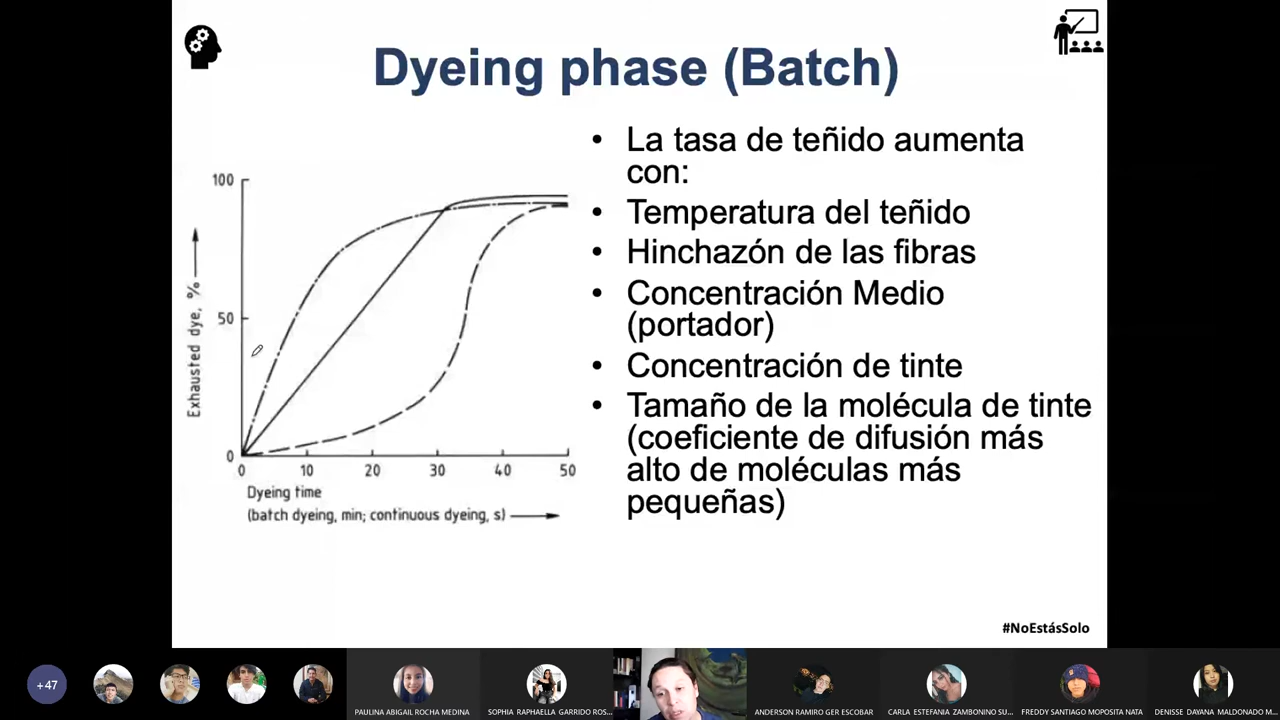 Dyeing phase (Batch)
• La tasa de teñido aumenta
con:
• Temperatura del teñido
• Hinchazón de las fibras
• Concentración Medio
(portador)
• Concentración de tinte
• Tamaño de la molécula de tinte
(coeficiente de difusión más
alto de moléculas más
pequeñas)
100
50
0
Exhausted dye, %
0 10 20 30 40 50
Dyeing time
(batch dyeing, min; continuous dyeing, s)
#NoEstásSolo
+47
PAULINA ABIGAIL ROCHA MEDINA
SOPHIA RAPHAELLA GARRIDO ROS...
ANDERSON RAMIRO GER ESCOBAR
CARLA ESTEFANIA ZAMBONINO SU...
FREDDY SANTIAGO MOPOSITA NATA
DENISSE DAYANA MALDONADO M...